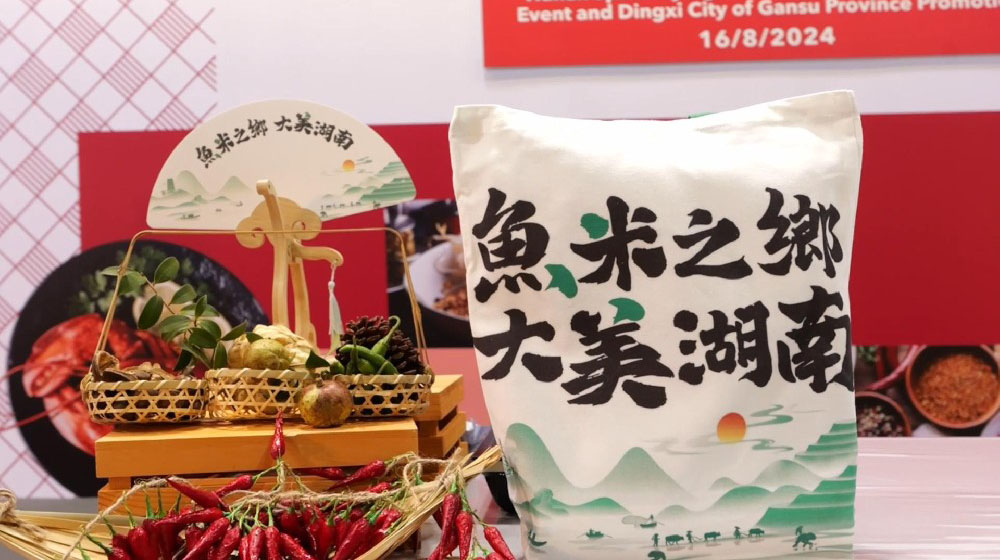 Event and Dingxi City of Gansu Province Promoti
16/8/2024
魚米之鄉 大美湖南
魚米之鄉
大美湖南